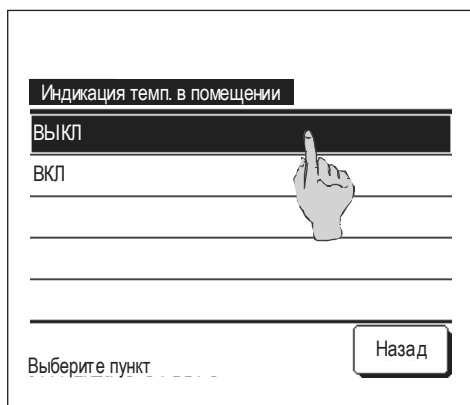 Индикация темп. в помещении
ВЫКЛ
ВКЛ
Назад
Выберите пункт